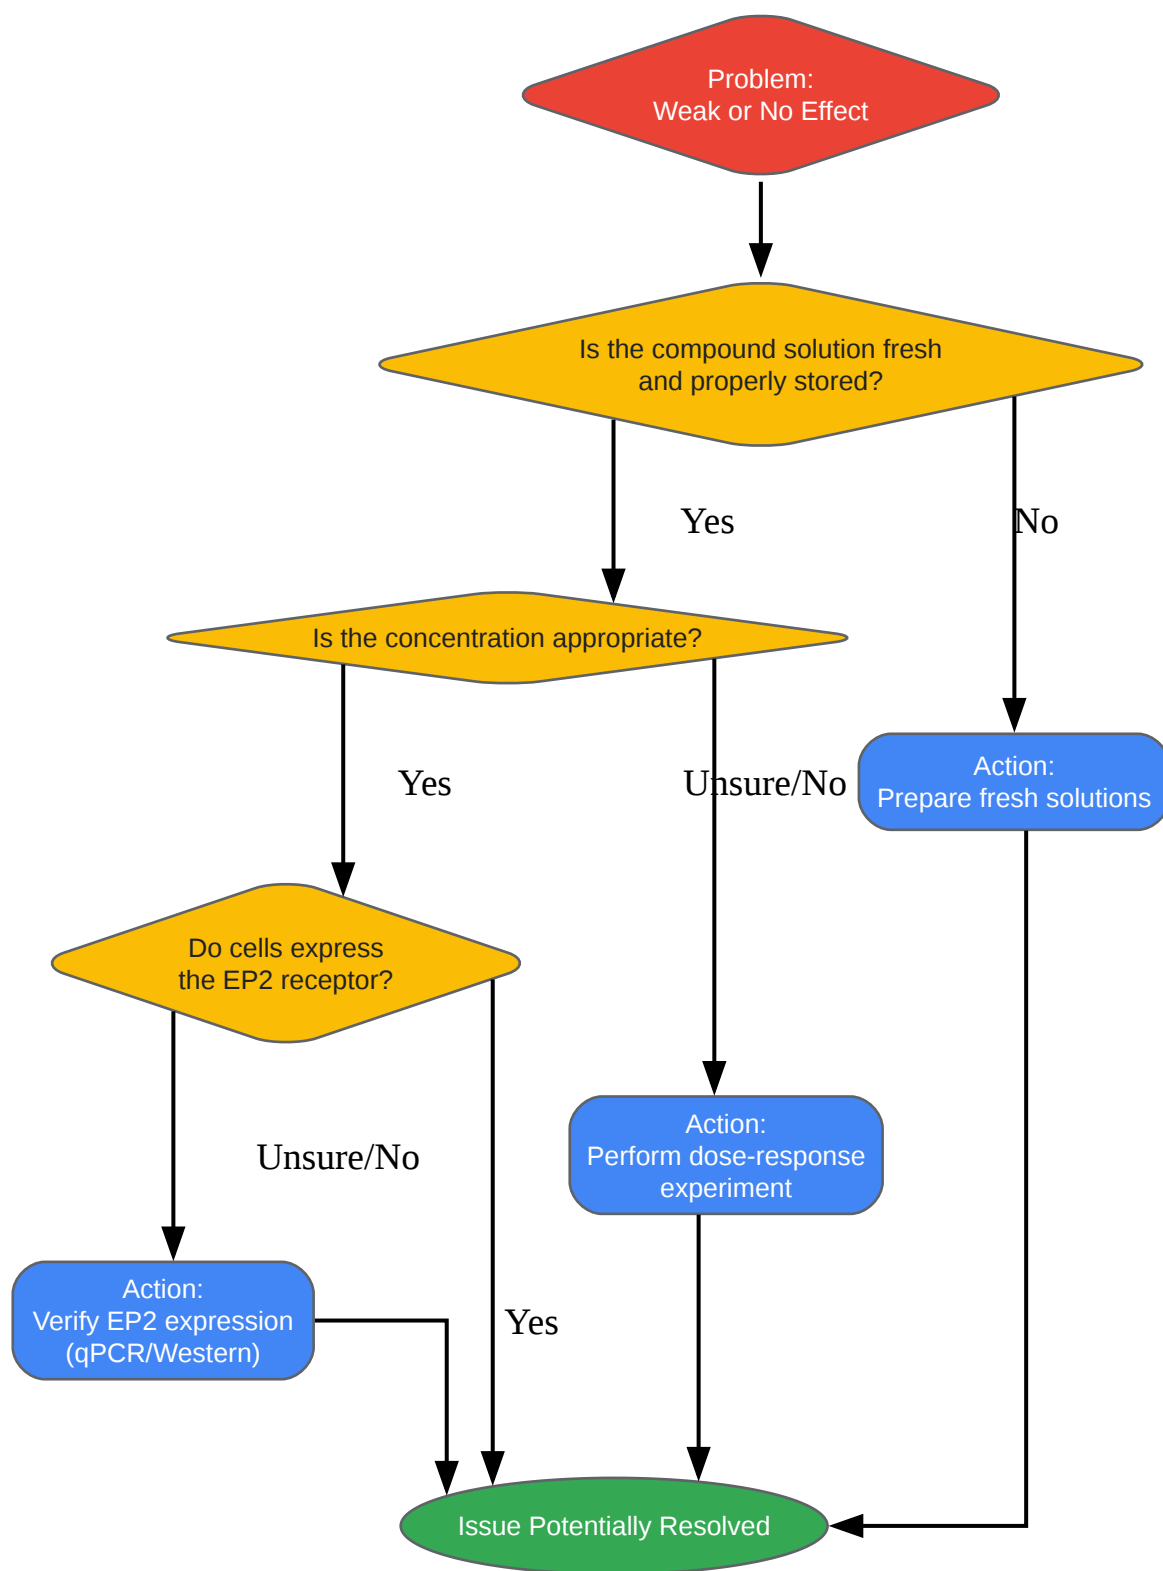 Problem:
Weak or No Effect
Is the compound solution fresh
and properly stored?
Yes
No
Is the concentration appropriate?
Yes
Unsure/No
Action:
Prepare fresh solutions
Do cells express
the EP2 receptor?
Unsure/No
Action:
Perform dose-response
experiment
Action:
Verify EP2 expression
(qPCR/Western)
Yes
Issue Potentially Resolved